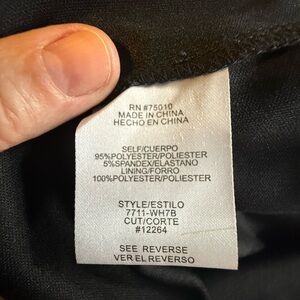 RN #75010
MADE IN CHINA
HECHO EN CHINA
SELF/CUERPO
95%POLYESTER/POLIESTER
5%SPANDEX/ELASTANO
LINING/FORRO
100%POLYESTER/POLIESTER
STYLE/ESTILO
7711-WH7B
CUT/CORTE
#12264
SEE REVERSE
VER EL REVERSO